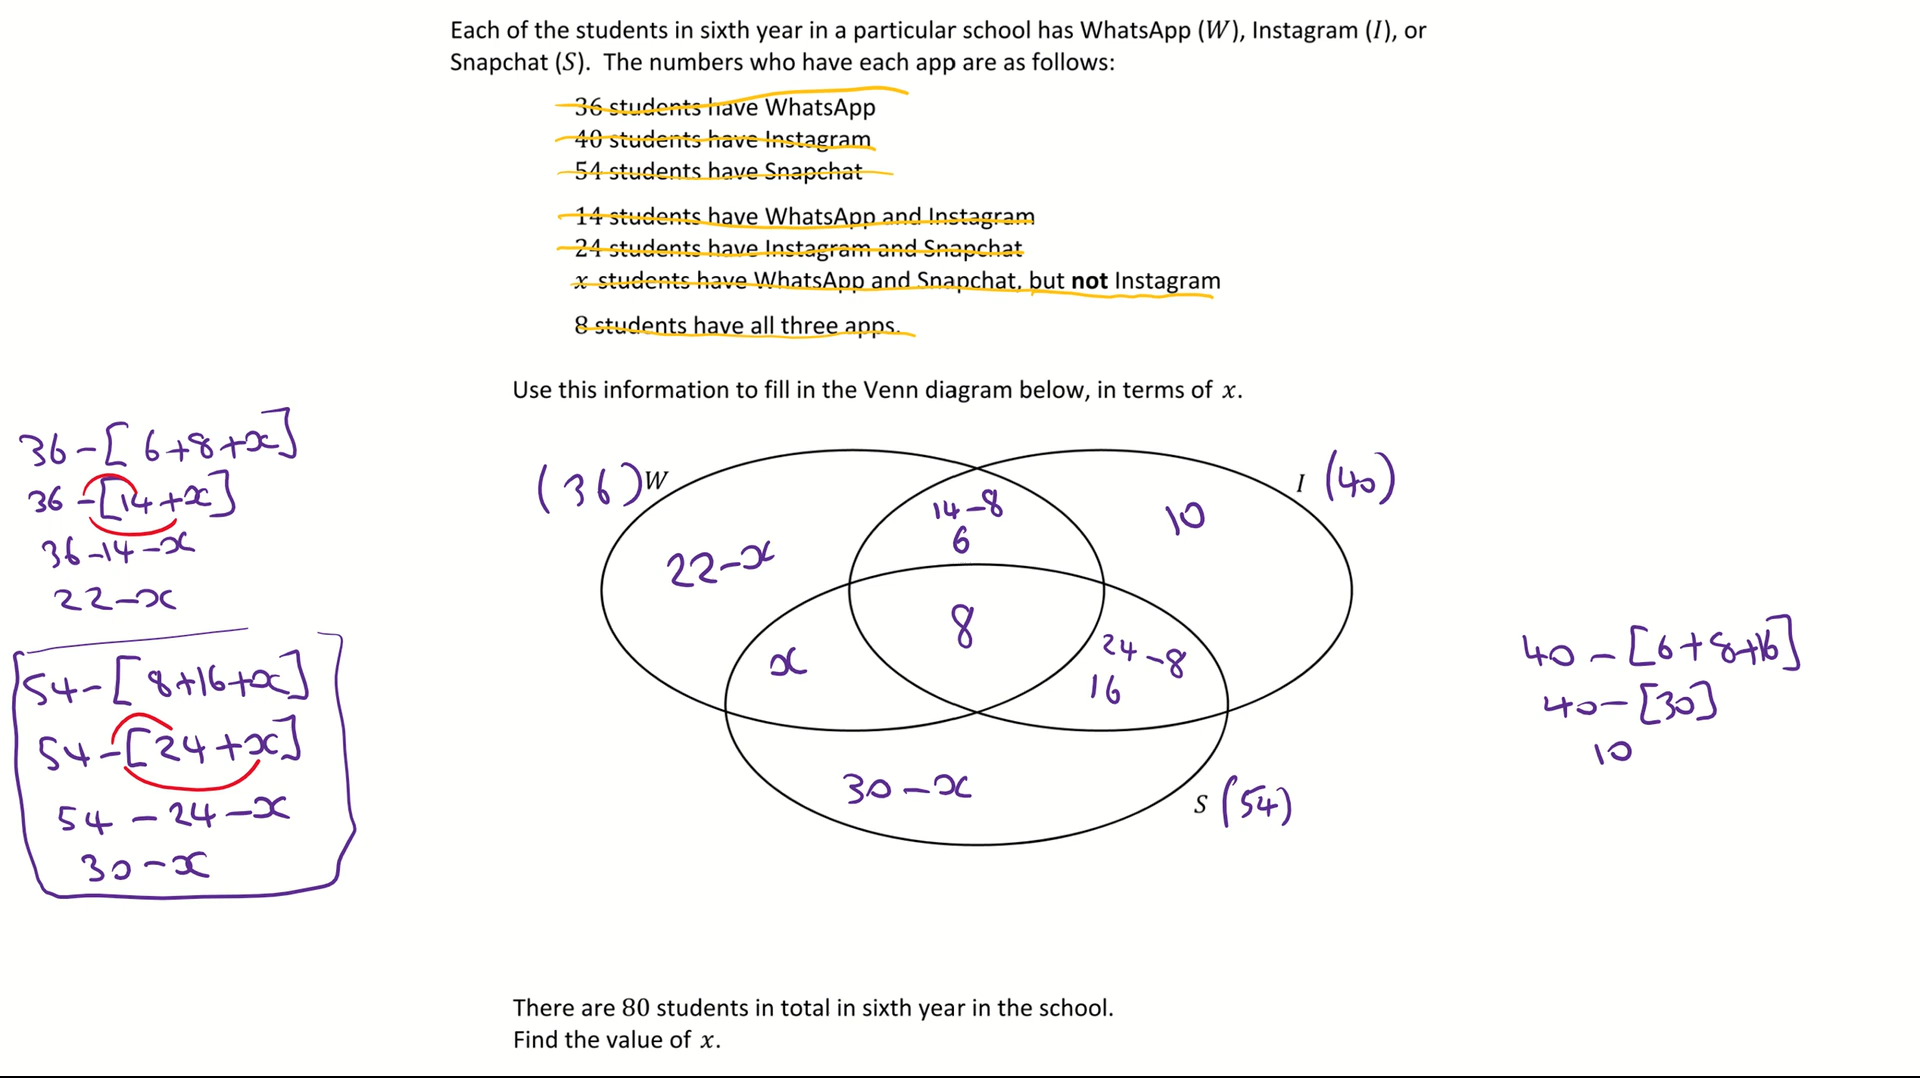 Each of the students in sixth year in a particular school has WhatsApp (W), Instagram (I), or
Snapchat (S). The numbers who have each app are as follows:
36 students have WhatsApp
40 students have Instagram
54 students have Snapchat
14 students have WhatsApp and Instagram
24 students have Instagram and Snapchat
x students have WhatsApp and Snapchat, but not Instagram
8 students have all three apps.
Use this information to fill in the Venn diagram below, in terms of x.
36-[6+8+x]
36-[14+x]
36-14-x
22-x
54-[8+16+x]
54-[24+x]
54-24-x
30-x
(36) W
I (40)
14-8
6
10
22-x
8
x
24-8
16
30-x
S (54)
40-[6+8+16]
40-[30]
10
There are 80 students in total in sixth year in the school.
Find the value of x.